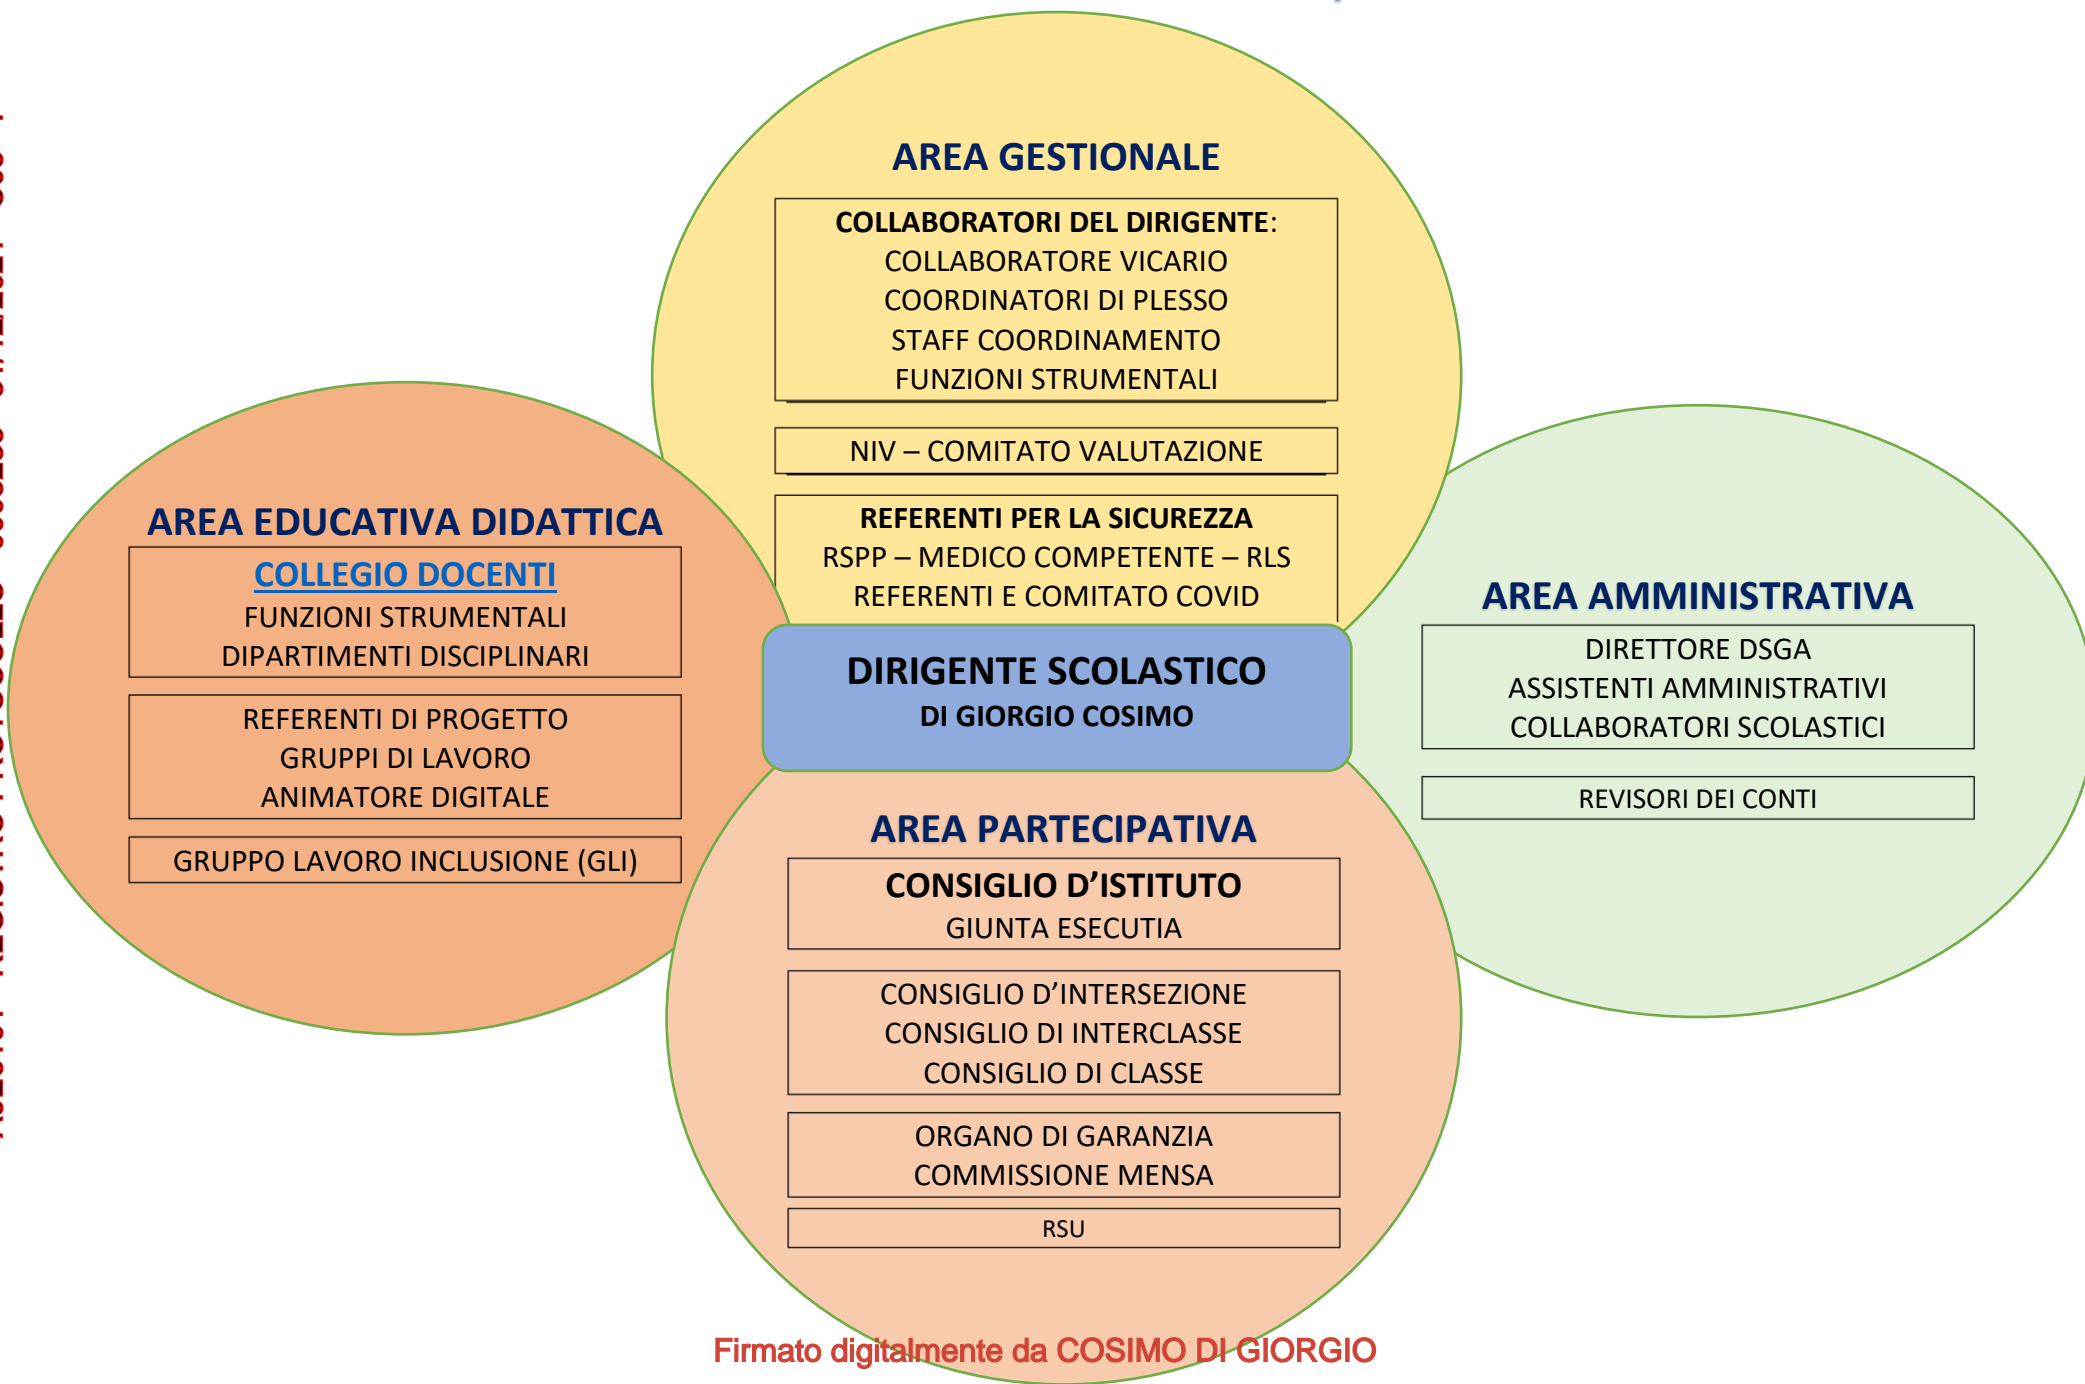 AREA GESTIONALE
COLLABORATORI DEL DIRIGENTE:
COLLABORATORE VICARIO
COORDINATORI DI PLESSO
STAFF COORDINAMENTO
FUNZIONI STRUMENTALI
NIV – COMITATO VALUTAZIONE
REFERENTI PER LA SICUREZZA
RSPP – MEDICO COMPETENTE – RLS
REFERENTI E COMITATO COVID
AREA EDUCATIVA DIDATTICA
COLLEGIO DOCENTI
FUNZIONI STRUMENTALI
DIPARTIMENTI DISCIPLINARI
REFERENTI DI PROGETTO
GRUPPI DI LAVORO
ANIMATORE DIGITALE
GRUPPO LAVORO INCLUSIONE (GLI)
DIRIGENTE SCOLASTICO
DI GIORGIO COSIMO
AREA AMMINISTRATIVA
DIRETTORE DSGA
ASSISTENTI AMMINISTRATIVI
COLLABORATORI SCOLASTICI
REVISORI DEI CONTI
AREA PARTECIPATIVA
CONSIGLIO D’ISTITUTO
GIUNTA ESECUTIA
CONSIGLIO D’INTERSEZIONE
CONSIGLIO DI INTERCLASSE
CONSIGLIO DI CLASSE
ORGANO DI GARANZIA
COMMISSIONE MENSA
RSU
Firmato digitalmente da COSIMO DI GIORGIO